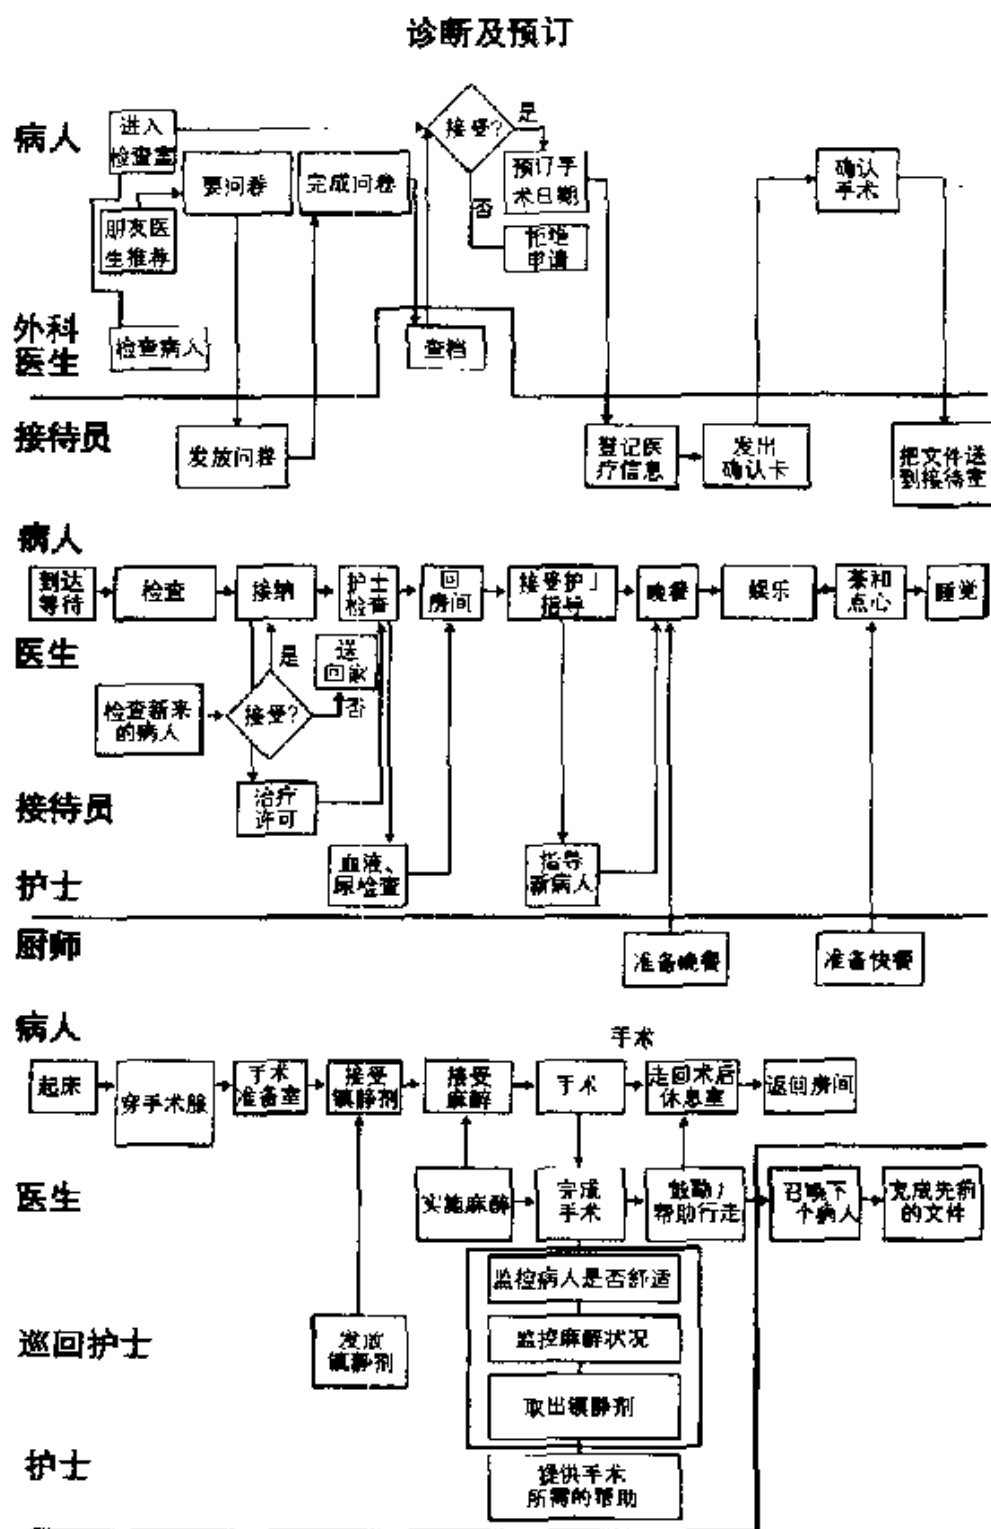 诊断及预订
病人
进入
检查室
要问卷
完成问卷
接受?
是
预订手
术日期
否
拒绝
申请
确认
手术
朋友医
生推荐
外科
医生
检查病人
查档
接待员
发放问卷
登记医
疗信息
发出
确认卡
把文件送
到接待室
病人
到达
等待
检查
接纳
护士
检查
回
房间
接受护士
指导
晚餐
娱乐
茶和
点心
睡觉
医生
是
送
回家
检查新来
的病人
接受?
否
接待员
治疗
许可
护士
血液、
尿检查
指导
新病人
厨师
准备晚餐
准备快餐
病人
手术
起床
穿手术服
手术
准备室
接受
镇静剂
接受
麻醉
手术
走回术后
休息室
返回房间
医生
实施麻醉
完成
手术
鼓励/
帮助行走
召唤下
个病人
完成先前
的文件
监控病人是否舒适
巡回护士
发放
镇静剂
监控麻醉状况
取出镇静剂
护士
提供手术
所需的帮助